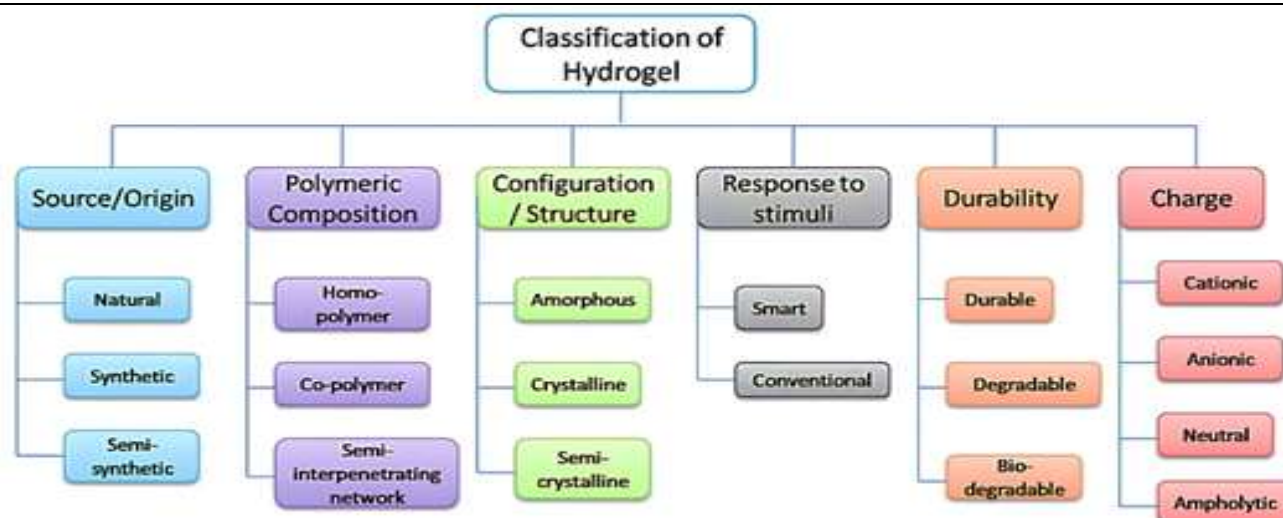 Classification of
Hydrogel
Source/Origin
Natural
Synthetic
Semi-
synthetic
Polymeric
Composition
Homo-
polymer
Co-polymer
Semi-
interpenetrating
network
Configuration
/ Structure
Amorphous
Crystalline
Semi-
crystalline
Response to
stimuli
Smart
Conventional
Durability
Durable
Degradable
Bio-
degradable
Charge
Cationic
Anionic
Neutral
Ampholytic